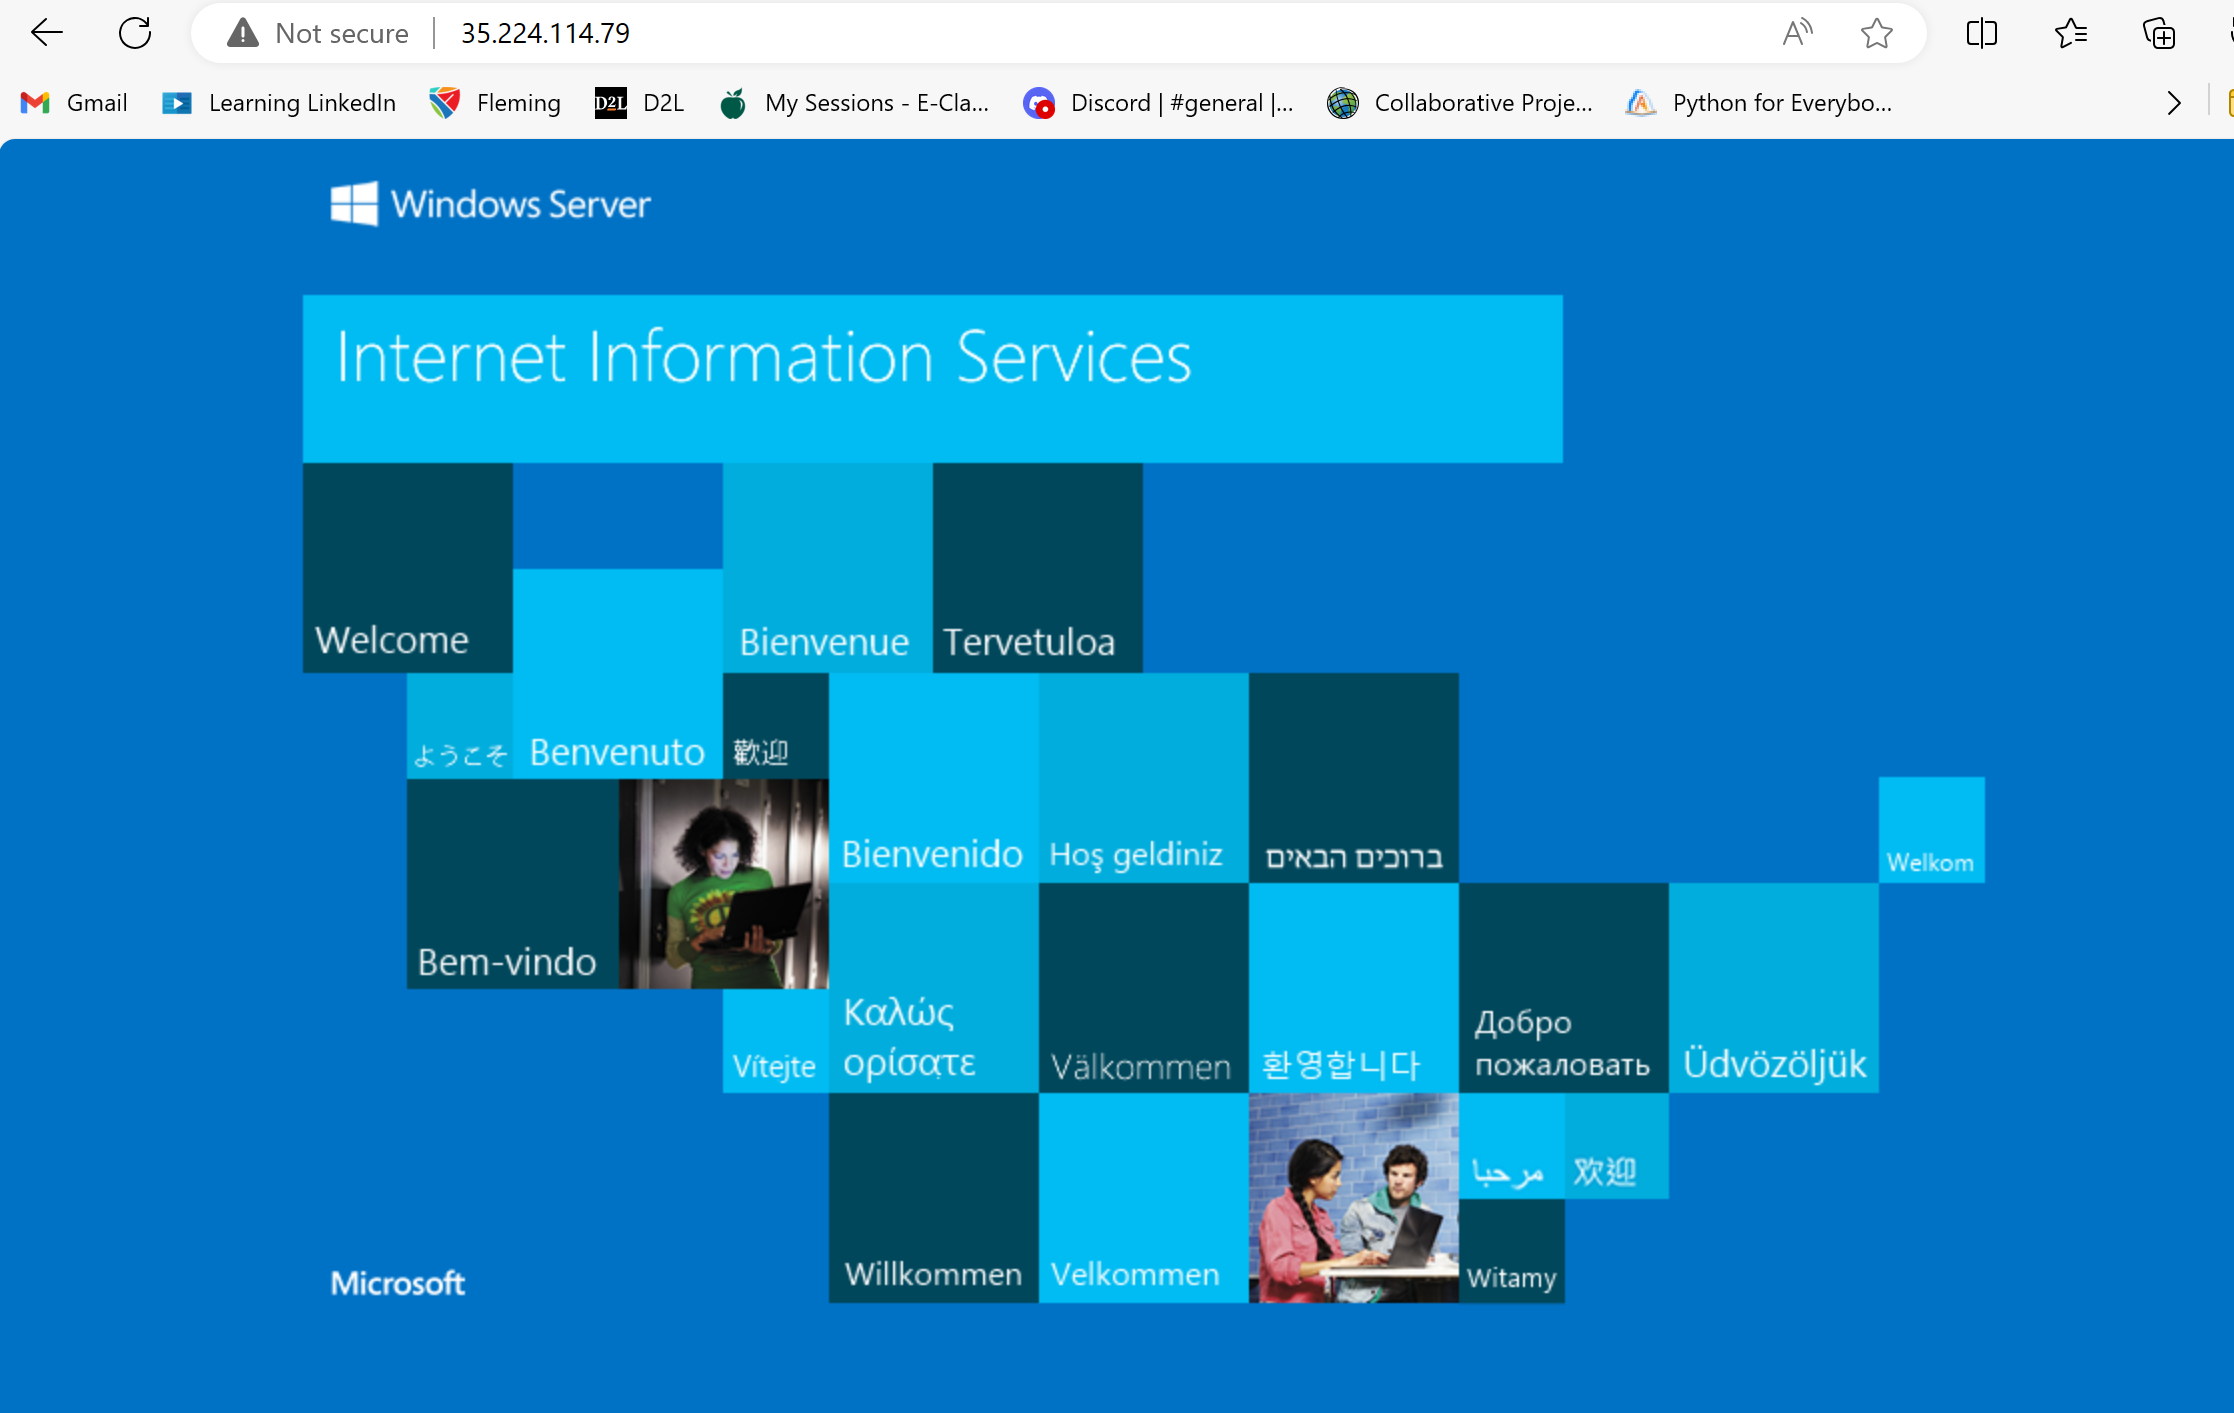 Not secure
35.224.114.79
Gmail
Learning LinkedIn
Fleming
D2L
D2L
My Sessions - E-Cla...
Discord | #general |...
Collaborative Proje...
Python for Everybo...
Windows Server
Internet Information Services
Welcome
Bienvenue
Tervetuloa
ようこそ
Benvenuto
歡迎
Bienvenido
Hoş geldiniz
ברוכים הבאים
Welkom
Bem-vindo
Vítejte
Καλώς
ορίσατε
Välkommen
환영합니다
Добро
пожаловать
Üdvözöljük
مرحبا
欢迎
Willkommen
Velkommen
Witamy
Microsoft